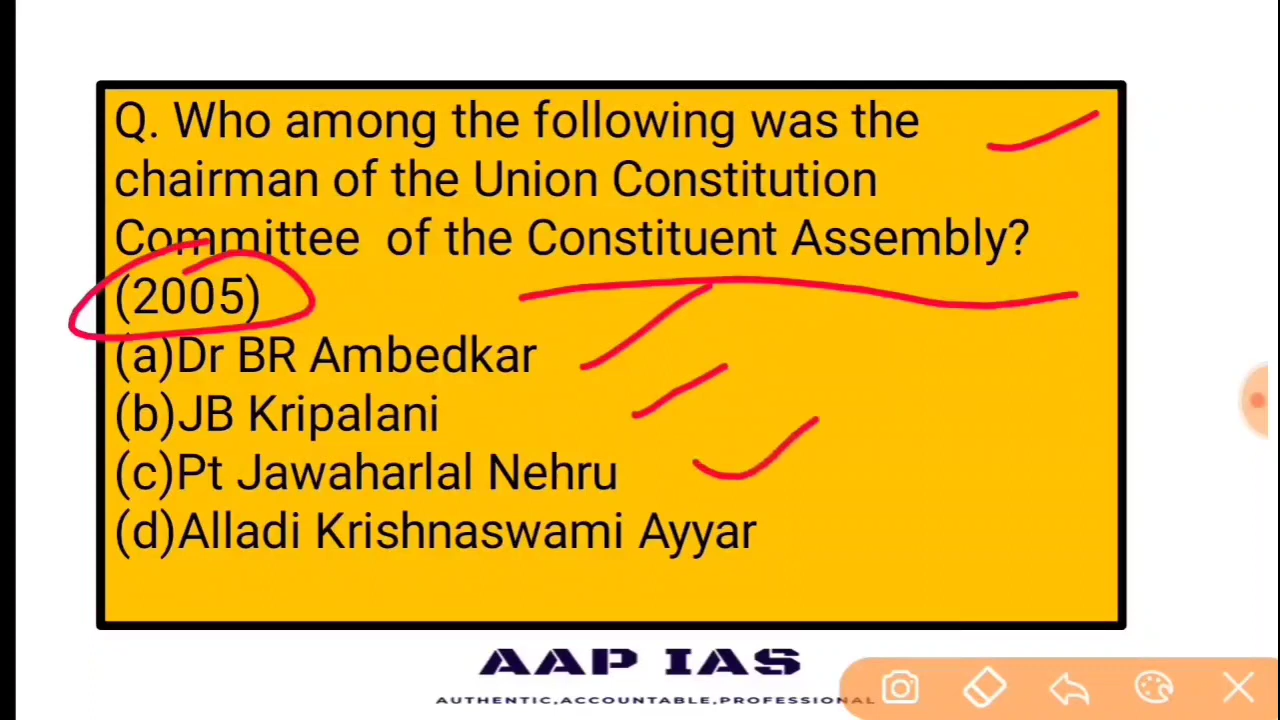 Q. Who among the following was the
chairman of the Union Constitution
Committee of the Constituent Assembly?
(2005)
(a)Dr BR Ambedkar
(b)JB Kripalani
(c)Pt Jawaharlal Nehru
(d)Alladi Krishnaswami Ayyar
AAP IAS
AUTHENTIC,ACCOUNTABLE,PROFESSIONAL